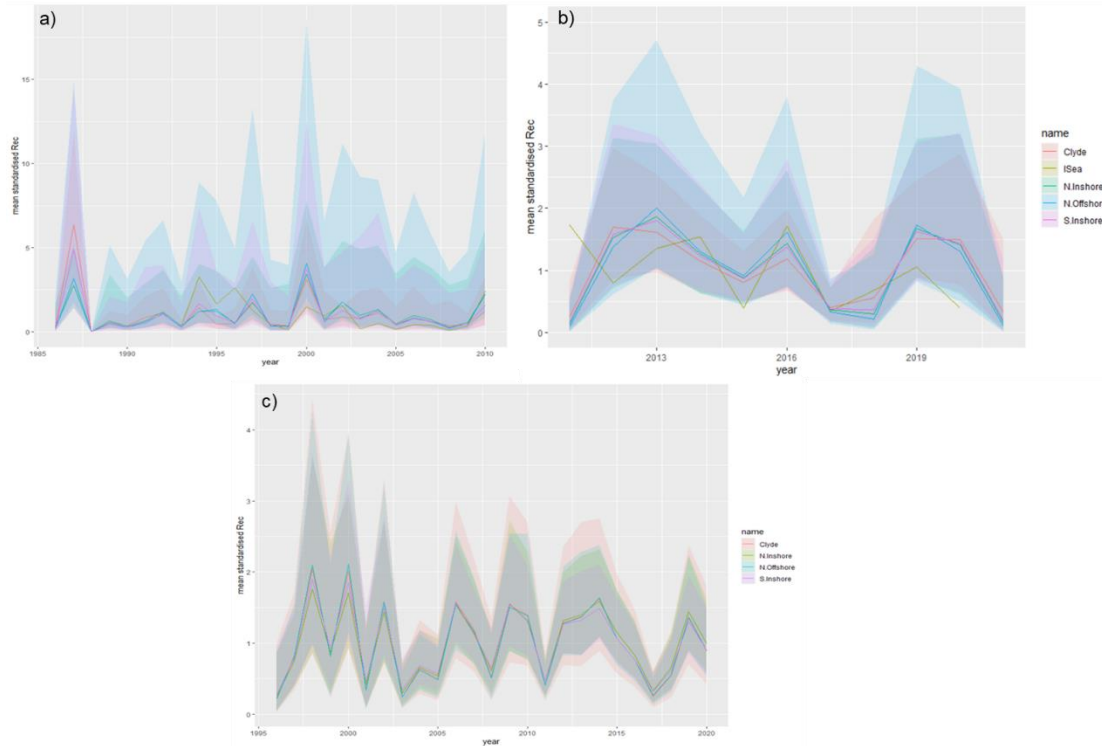 a)
mean standardised Rec
15
10
5
0
1985 1990 1995 2000 2005 2010
year
b)
mean standardised Rec
5
4
3
2
1
0
2013 2016 2019
year
name
Clyde
ISea
N.Inshore
N.Offshore
S.Inshore
c)
mean standardised Rec
4
3
2
1
0
1995 2000 2005 2010 2015 2020
year
name
Clyde
N.Inshore
N.Offshore
S.Inshore